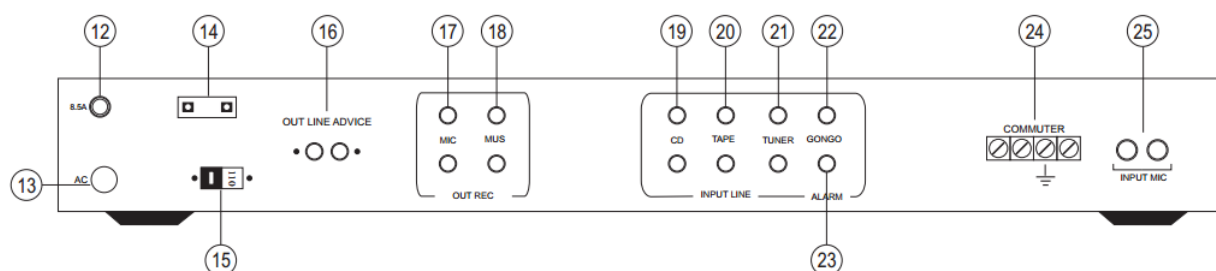 12 14 16 17 18 19 20 21 22 24 25
8.5A
OUT LINE ADVICE
COMMUTER
MIC MUS CD TAPE TUNER GONGO
AC
INPUT MIC
OUT REC INPUT LINE ALARM
13
15 23